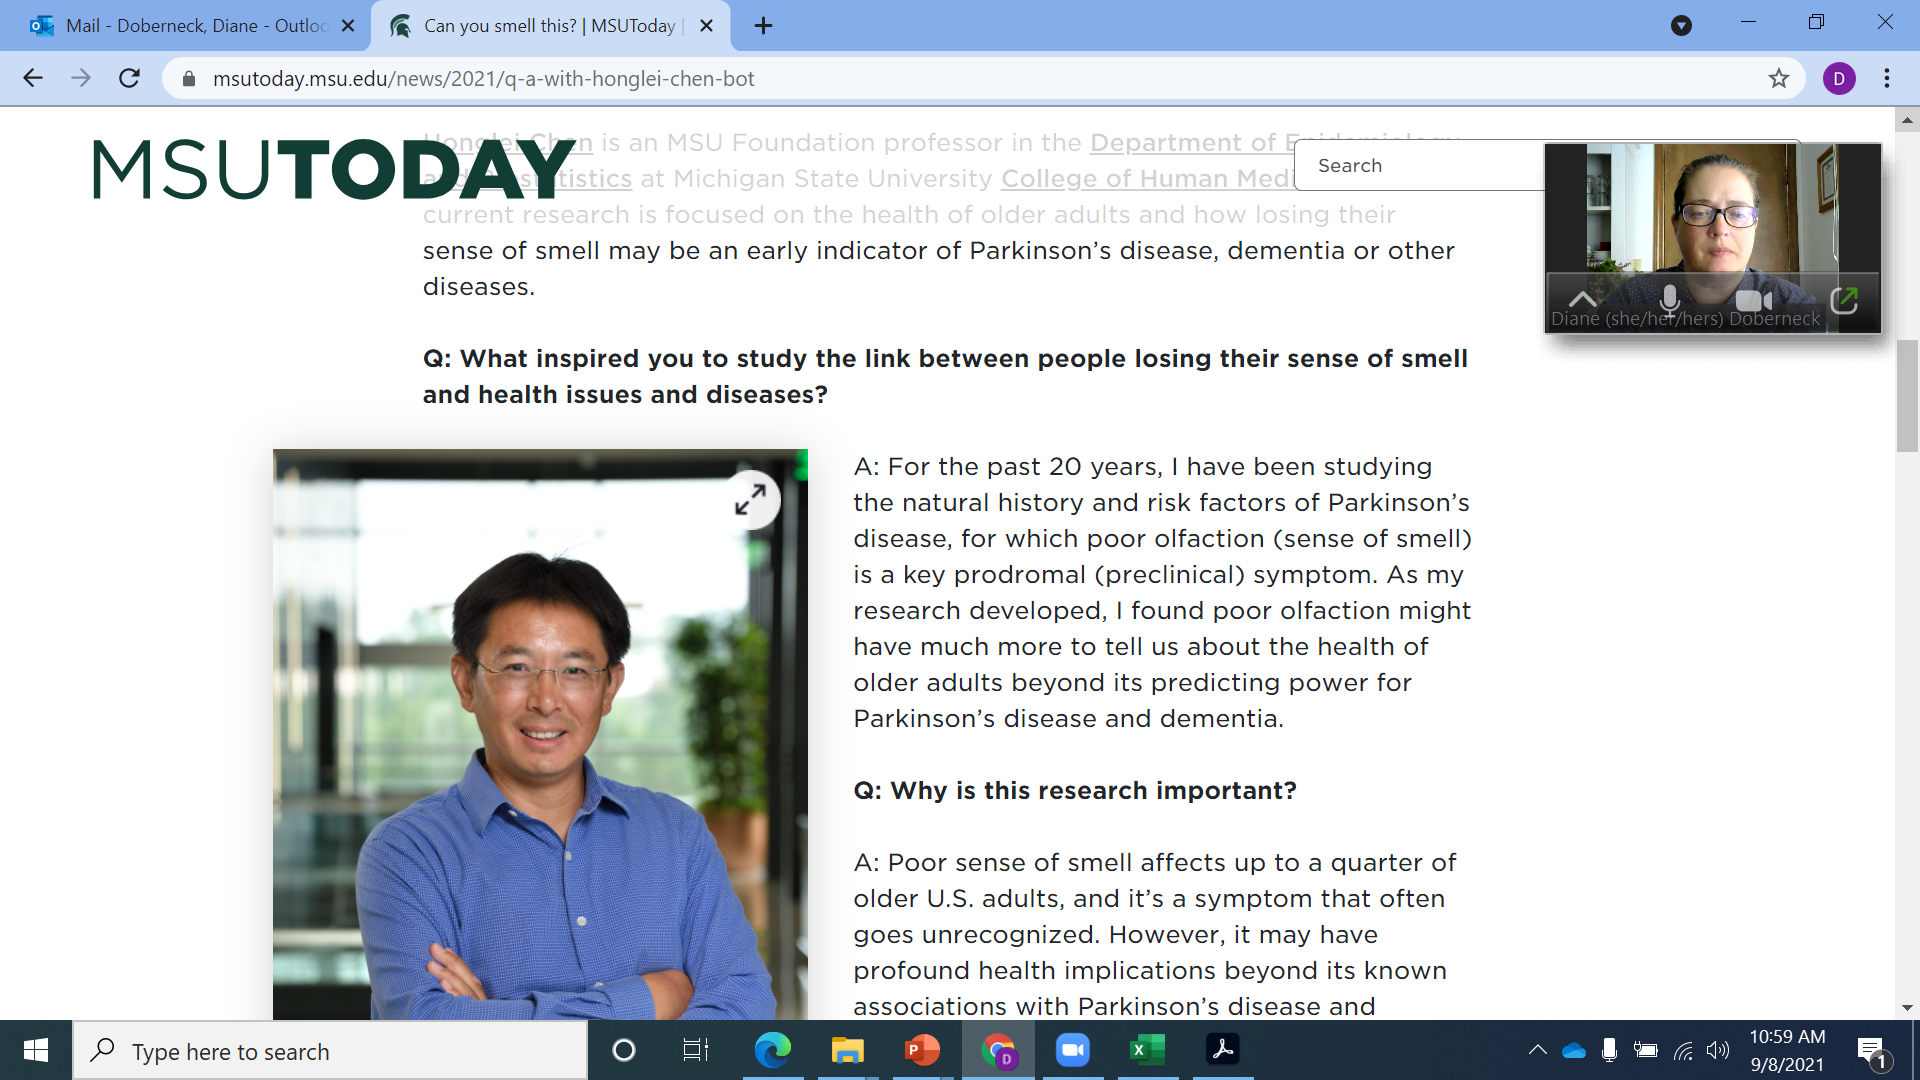 Mail - Doberneck, Diane - Outloo
Can you smell this? | MSUToday |
msutoday.msu.edu/news/2021/q-a-with-honglei-chen-bot
D
MSUTODAY
Honglei Chen is an MSU Foundation professor in the Department of Epidemiology
at Michigan State University College of Human Medi
current research is focused on the health of older adults and how losing their
sense of smell may be an early indicator of Parkinson’s disease, dementia or other
diseases.
Search
Diane (she/her/hers) Doberneck
Q: What inspired you to study the link between people losing their sense of smell
and health issues and diseases?
A: For the past 20 years, I have been studying
the natural history and risk factors of Parkinson’s
disease, for which poor olfaction (sense of smell)
is a key prodromal (preclinical) symptom. As my
research developed, I found poor olfaction might
have much more to tell us about the health of
older adults beyond its predicting power for
Parkinson’s disease and dementia.
Q: Why is this research important?
A: Poor sense of smell affects up to a quarter of
older U.S. adults, and it’s a symptom that often
goes unrecognized. However, it may have
profound health implications beyond its known
associations with Parkinson’s disease and
Type here to search
10:59 AM
9/8/2021
1